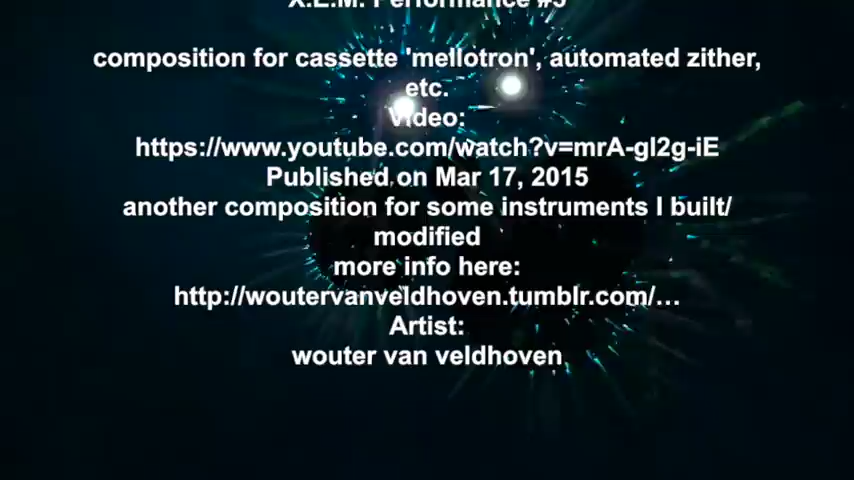 X.E.M. Performance #3
composition for cassette 'mellotron', automated zither,
etc.
Video:
https://www.youtube.com/watch?v=mrA-gl2g-iE
Published on Mar 17, 2015
another composition for some instruments I built/
modified
more info here:
http://woutervanveldhoven.tumblr.com/…
Artist:
wouter van veldhoven